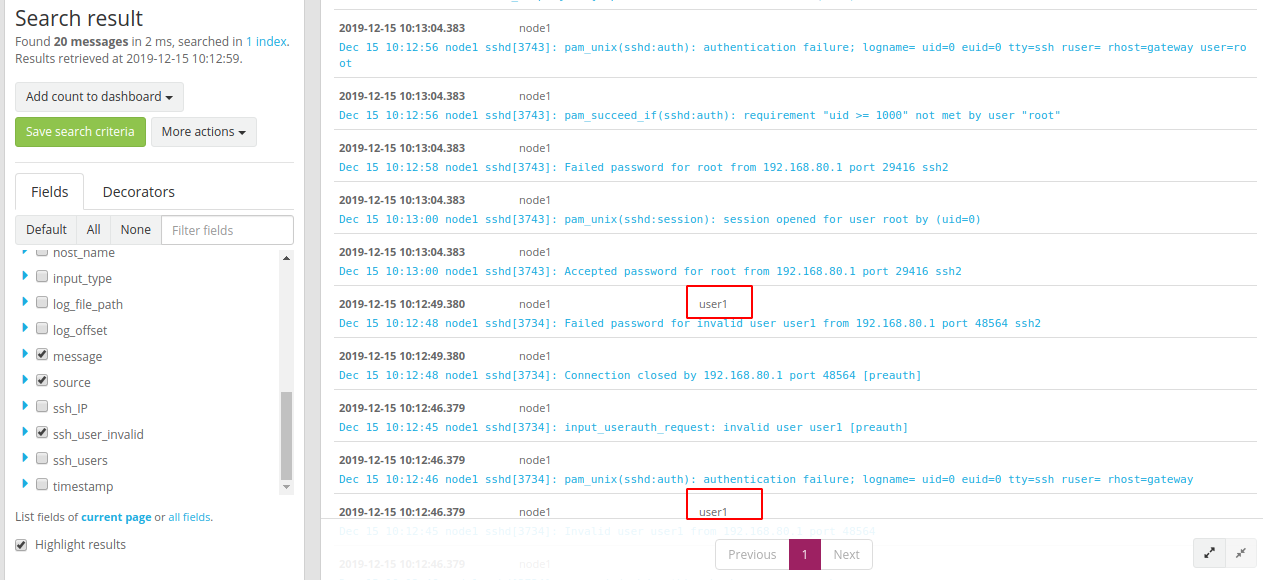 Search result
Found 20 messages in 2 ms, searched in 1 index.
Results retrieved at 2019-12-15 10:12:59.
Add count to dashboard
Save search criteria
More actions
Fields
Decorators
Default
All
None
Filter fields
host_name
input_type
log_file_path
log_offset
message
source
ssh_IP
ssh_user_invalid
ssh_users
timestamp
List fields of current page or all fields.
Highlight results
2019-12-15 10:13:04.383 node1
Dec 15 10:12:56 node1 sshd[3743]: pam_unix(sshd:auth): authentication failure; logname= uid=0 euid=0 tty=ssh ruser= rhost=gateway user=ro
ot
2019-12-15 10:13:04.383 node1
Dec 15 10:12:56 node1 sshd[3743]: pam_succeed_if(sshd:auth): requirement "uid >= 1000" not met by user "root"
2019-12-15 10:13:04.383 node1
Dec 15 10:12:58 node1 sshd[3743]: Failed password for root from 192.168.80.1 port 29416 ssh2
2019-12-15 10:13:04.383 node1
Dec 15 10:13:00 node1 sshd[3743]: pam_unix(sshd:session): session opened for user root by (uid=0)
2019-12-15 10:13:04.383 node1
Dec 15 10:13:00 node1 sshd[3743]: Accepted password for root from 192.168.80.1 port 29416 ssh2
2019-12-15 10:12:49.380 node1 user1
Dec 15 10:12:48 node1 sshd[3734]: Failed password for invalid user user1 from 192.168.80.1 port 48564 ssh2
2019-12-15 10:12:49.380 node1
Dec 15 10:12:48 node1 sshd[3734]: Connection closed by 192.168.80.1 port 48564 [preauth]
2019-12-15 10:12:46.379 node1
Dec 15 10:12:45 node1 sshd[3734]: input_userauth_request: invalid user user1 [preauth]
2019-12-15 10:12:46.379 node1
Dec 15 10:12:46 node1 sshd[3734]: pam_unix(sshd:auth): authentication failure; logname= uid=0 euid=0 tty=ssh ruser= rhost=gateway
2019-12-15 10:12:46.379 node1 user1
Dec 15 10:12:45 node1 sshd[3734]: Invalid user user1 from 192.168.80.1 port 48564
2019-12-15 10:12:46.379 node1
Previous 1 Next